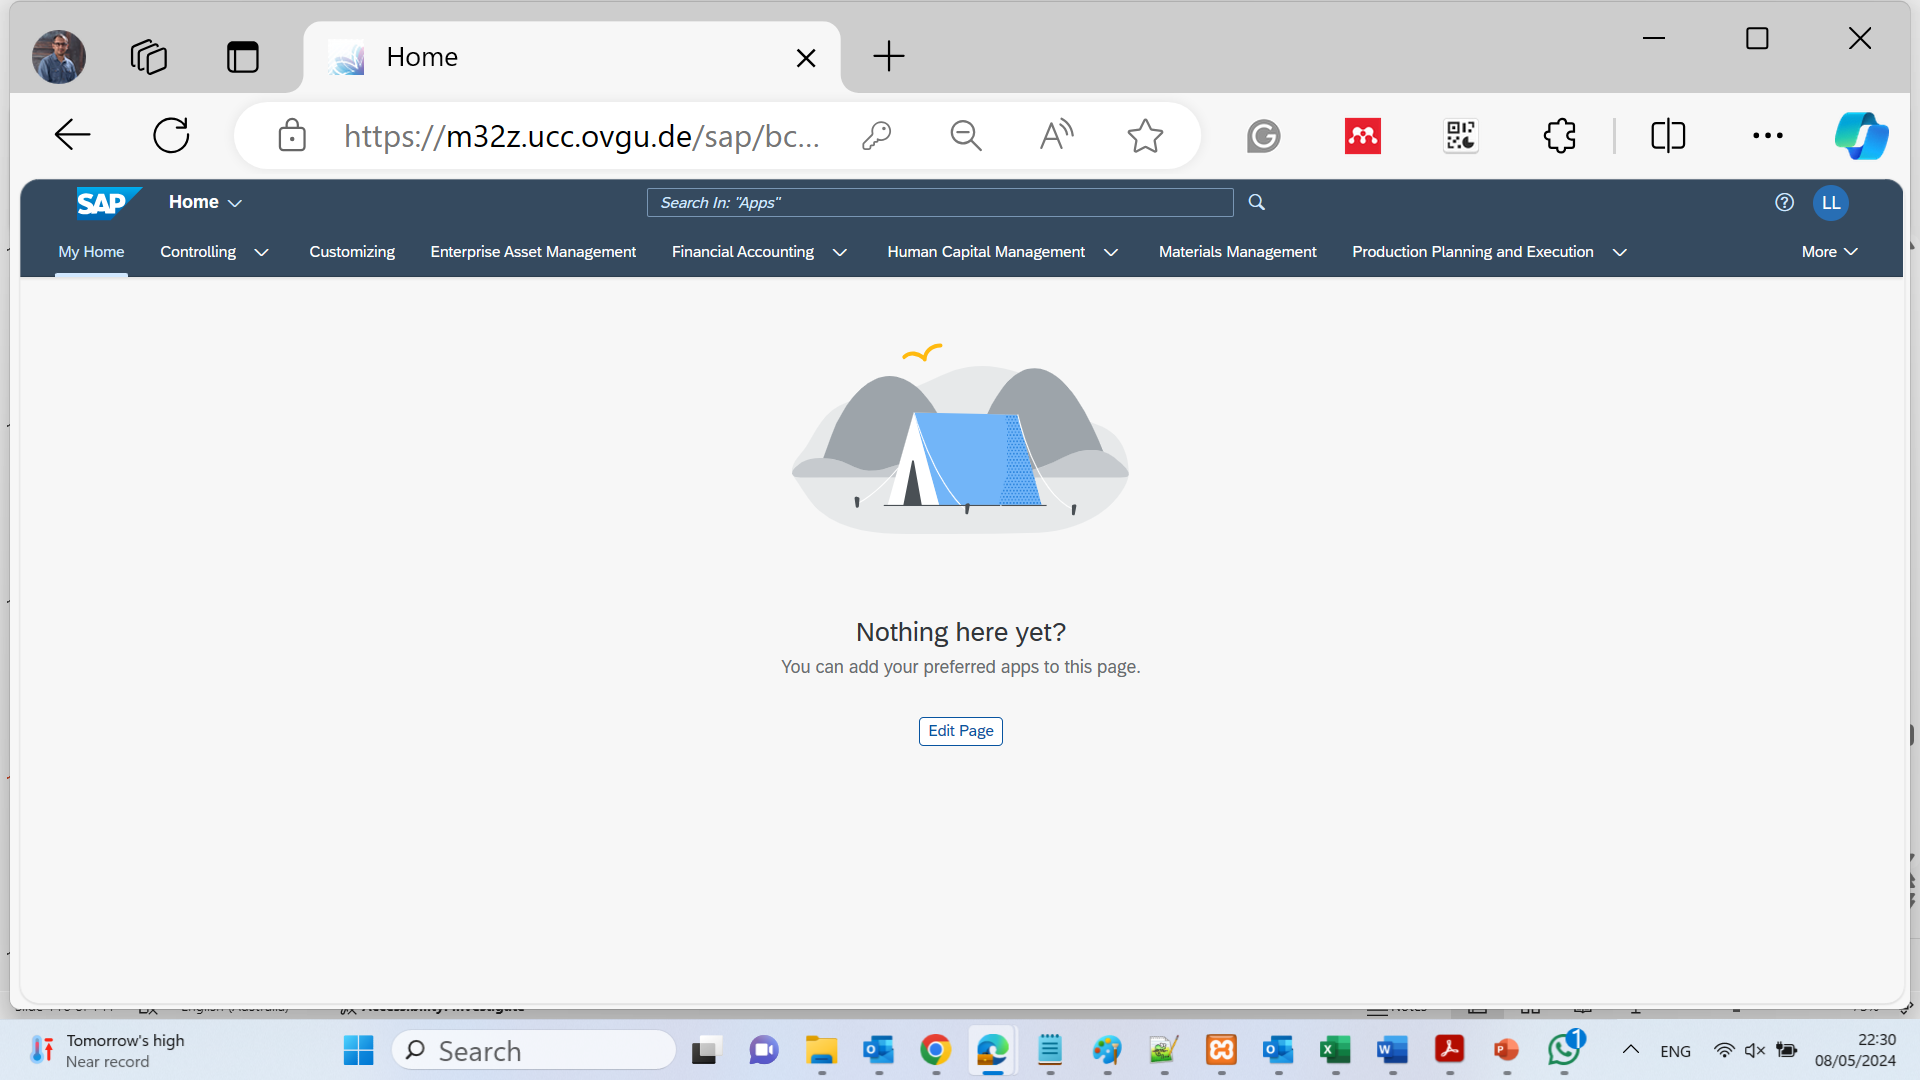 Home
https://m32z.ucc.ovgu.de/sap/bc...
SAP Home Search In: "Apps" LL
My Home Controlling Customizing Enterprise Asset Management Financial Accounting Human Capital Management Materials Management Production Planning and Execution More
Nothing here yet?
You can add your preferred apps to this page.
Edit Page
Tomorrow's high
Near record
Search
1
ENG
22:30
08/05/2024